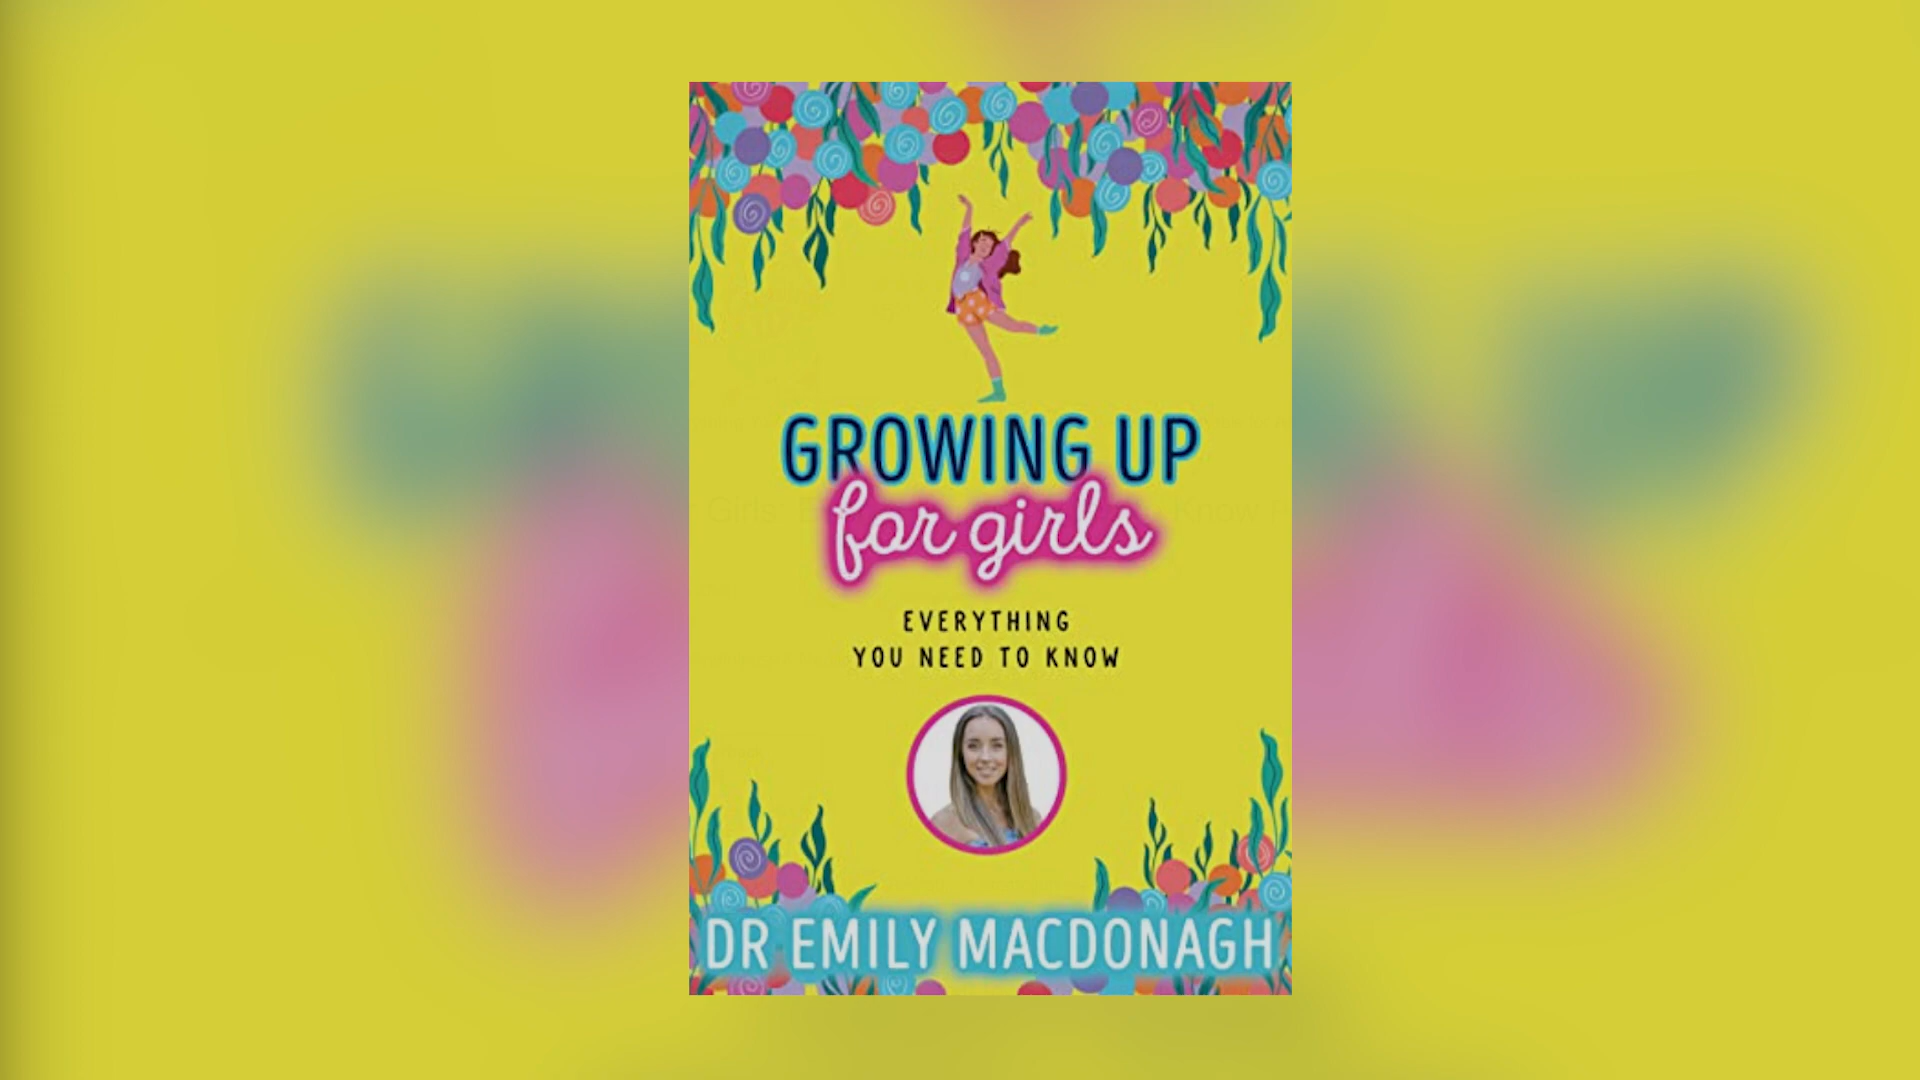 GROWING UP
for girls
EVERYTHING
YOU NEED TO KNOW
DR EMILY MACDONAGH